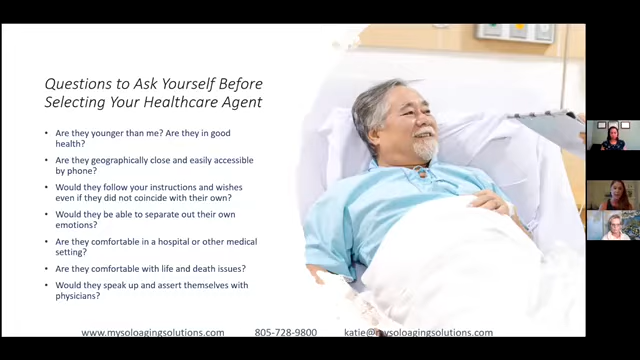 Questions to Ask Yourself Before
Selecting Your Healthcare Agent
• Are they younger than me? Are they in good
health?
• Are they geographically close and easily accessible
by phone?
• Would they follow your instructions and wishes
even if they did not coincide with their own?
• Would they be able to separate out their own
emotions?
• Are they comfortable in a hospital or other medical
setting?
• Are they comfortable with life and death issues?
• Would they speak up and assert themselves with
physicians?
www.mysoloagingsolutions.com 805-728-9800 katie@mysoloagingsolutions.com